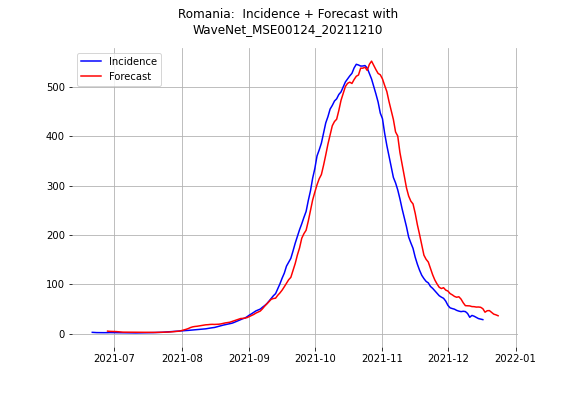 Romania:  Incidence + Forecast with
WaveNet_MSE00124_20211210
Incidence
Forecast
500
400
300
200
100
0
2021-07 2021-08 2021-09 2021-10 2021-11 2021-12 2022-01